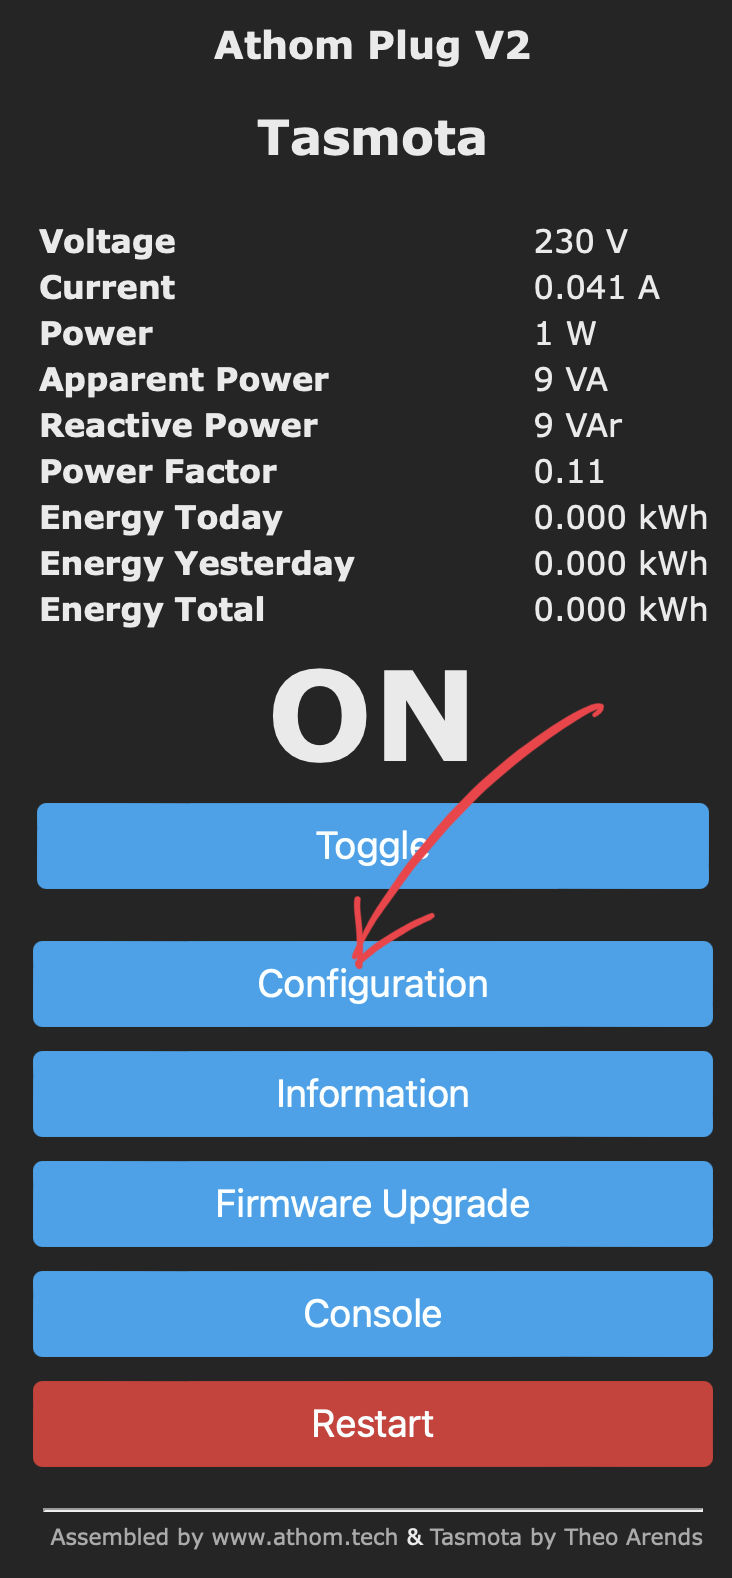 Athom Plug V2
Tasmota
Voltage 230 V
Current 0.041 A
Power 1 W
Apparent Power 9 VA
Reactive Power 9 VAr
Power Factor 0.11
Energy Today 0.000 kWh
Energy Yesterday 0.000 kWh
Energy Total 0.000 kWh
ON
Toggle
Configuration
Information
Firmware Upgrade
Console
Restart
Assembled by www.athom.tech & Tasmota by Theo Arends